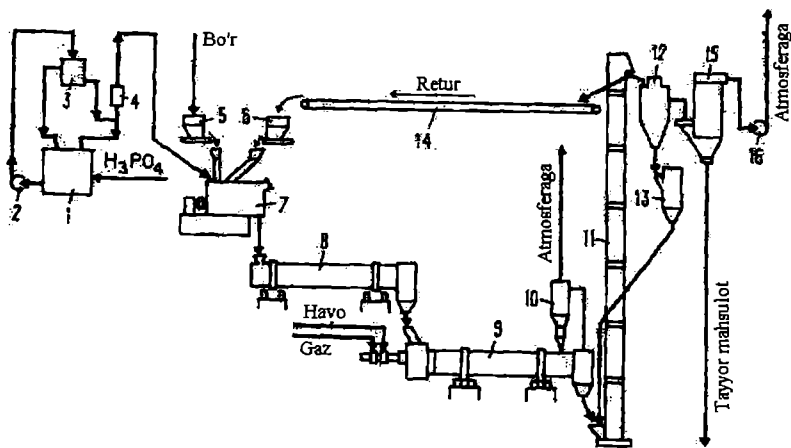 Bo'r
Retur
Atmosferaga
12
15
3
4
5
6
14
16
H₃PO₄
2
1
7
13
11
Atmosferaga
8
10
Havo
Gaz
9
Tayyor mahsulot